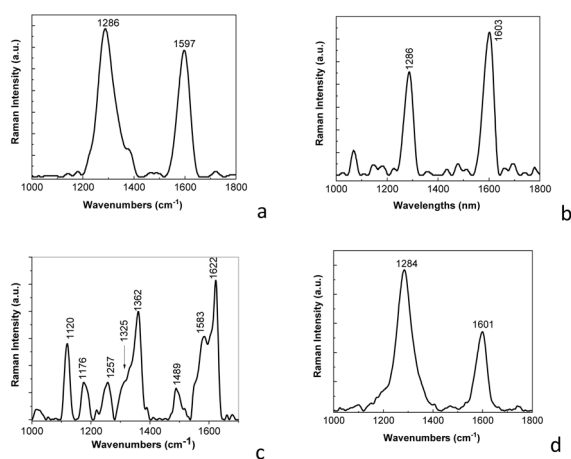 1286
1597
Raman Intensity (a.u.)
1000 1200 1400 1600 1800
Wavenumbers (cm⁻¹)
a
1603
1286
Raman Intensity (a.u.)
1000 1200 1400 1600 1800
Wavelengths (nm)
b
1120
1176
1257
1325
1362
1489
1583
1622
Raman Intensity (a.u.)
1000 1200 1400 1600
Wavenumbers (cm⁻¹)
c
1284
1601
Raman Intensity (a.u.)
1000 1200 1400 1600 1800
Wavenumbers (cm⁻¹)
d